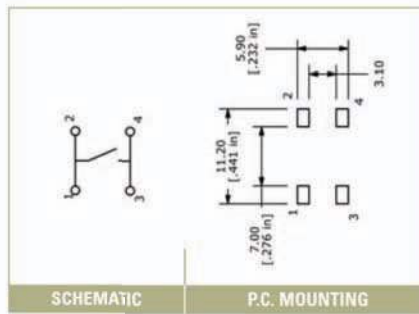 2
4
1
3
SCHEMATIC
5.90
[.232 in]
3.10
2
4
11.20
[.441 in]
7.00
[.276 in]
1
3
P.C. MOUNTING